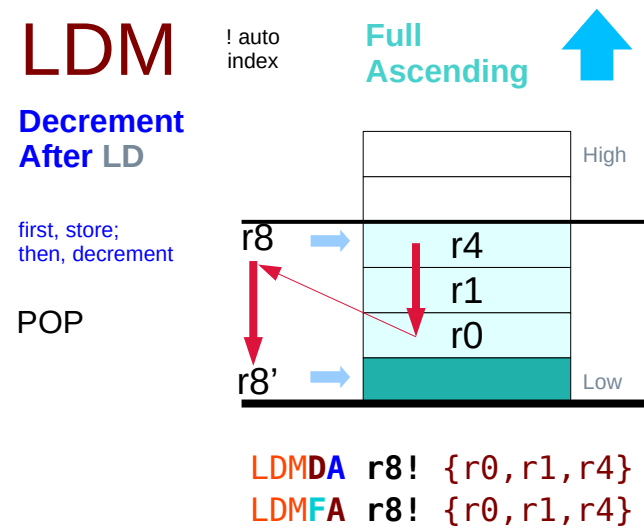 LDM
! auto
index
Full
Ascending
Decrement
After LD
High
first, store;
then, decrement
r8
r4
r1
POP
r0
r8’
Low
LDMDA r8! {r0,r1,r4}
LDMFA r8! {r0,r1,r4}